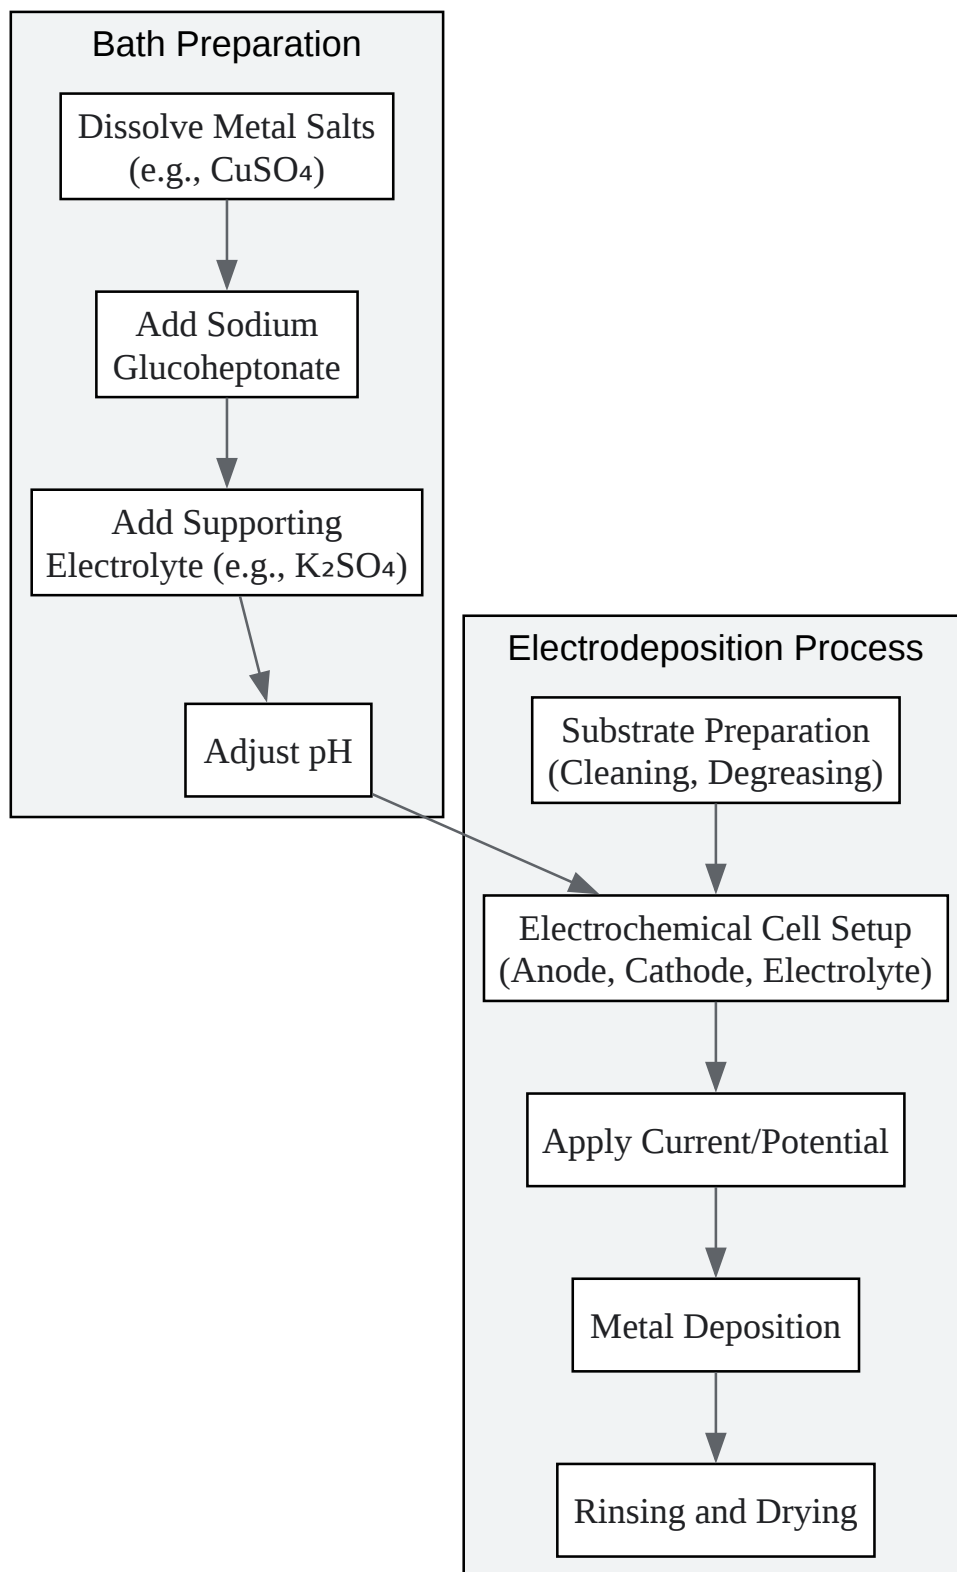 Bath Preparation
Dissolve Metal Salts
(e.g., CuSO₄)
Add Sodium
Glucoheptonate
Add Supporting
Electrolyte (e.g., K₂SO₄)
Adjust pH
Electrodeposition Process
Substrate Preparation
(Cleaning, Degreasing)
Electrochemical Cell Setup
(Anode, Cathode, Electrolyte)
Apply Current/Potential
Metal Deposition
Rinsing and Drying